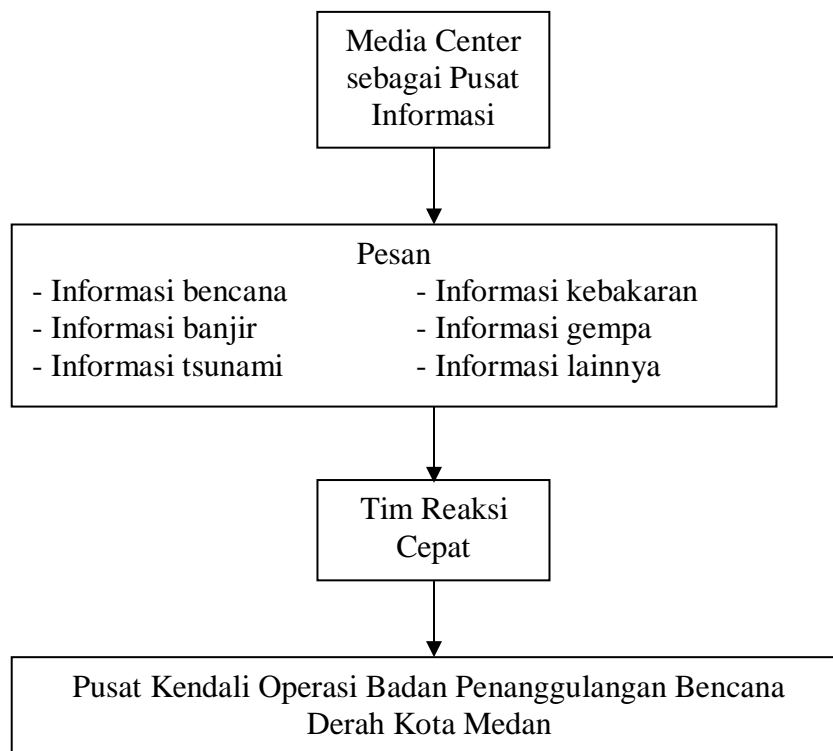 Media Center
sebagai Pusat
Informasi
Pesan
- Informasi bencana - Informasi kebakaran
- Informasi banjir - Informasi gempa
- Informasi tsunami - Informasi lainnya
Tim Reaksi
Cepat
Pusat Kendali Operasi Badan Penanggulangan Bencana
Derah Kota Medan